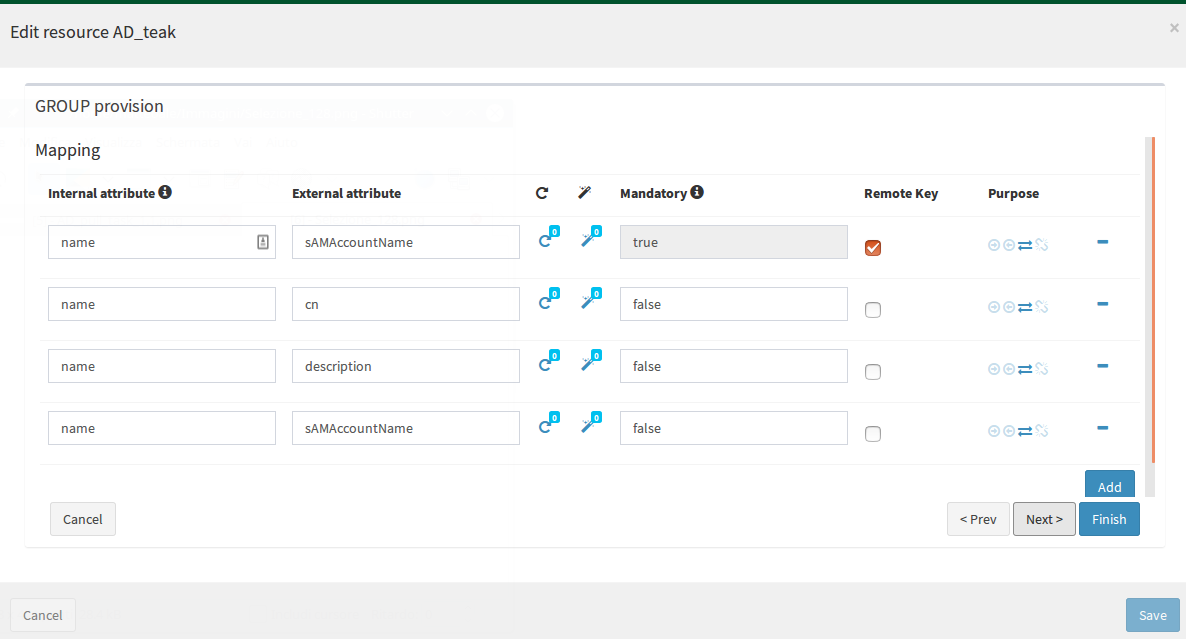 Edit resource AD_teak
×
GROUP provision
Mapping
Internal attribute External attribute Mandatory Remote Key Purpose
name sAMAccountName 0 0 true
name cn 0 0 false
name description 0 0 false
name sAMAccountName 0 0 false
Add
Cancel < Prev Next > Finish
Cancel Save